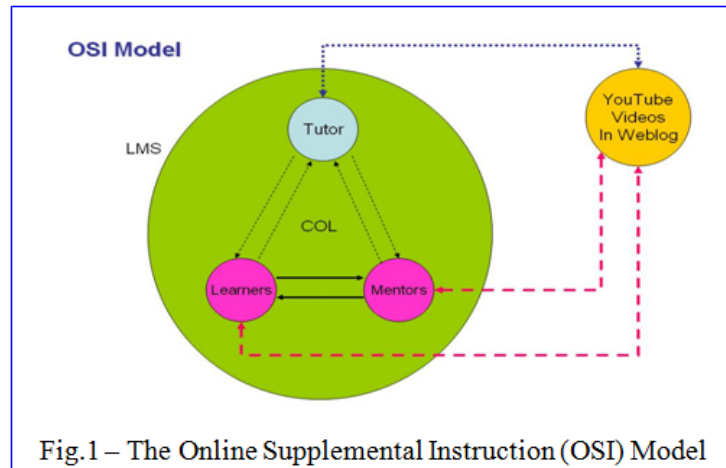 OSI Model
YouTube
Videos
In Weblog
Tutor
LMS
COL
Learners
Mentors
Fig.1 – The Online Supplemental Instruction (OSI) Model